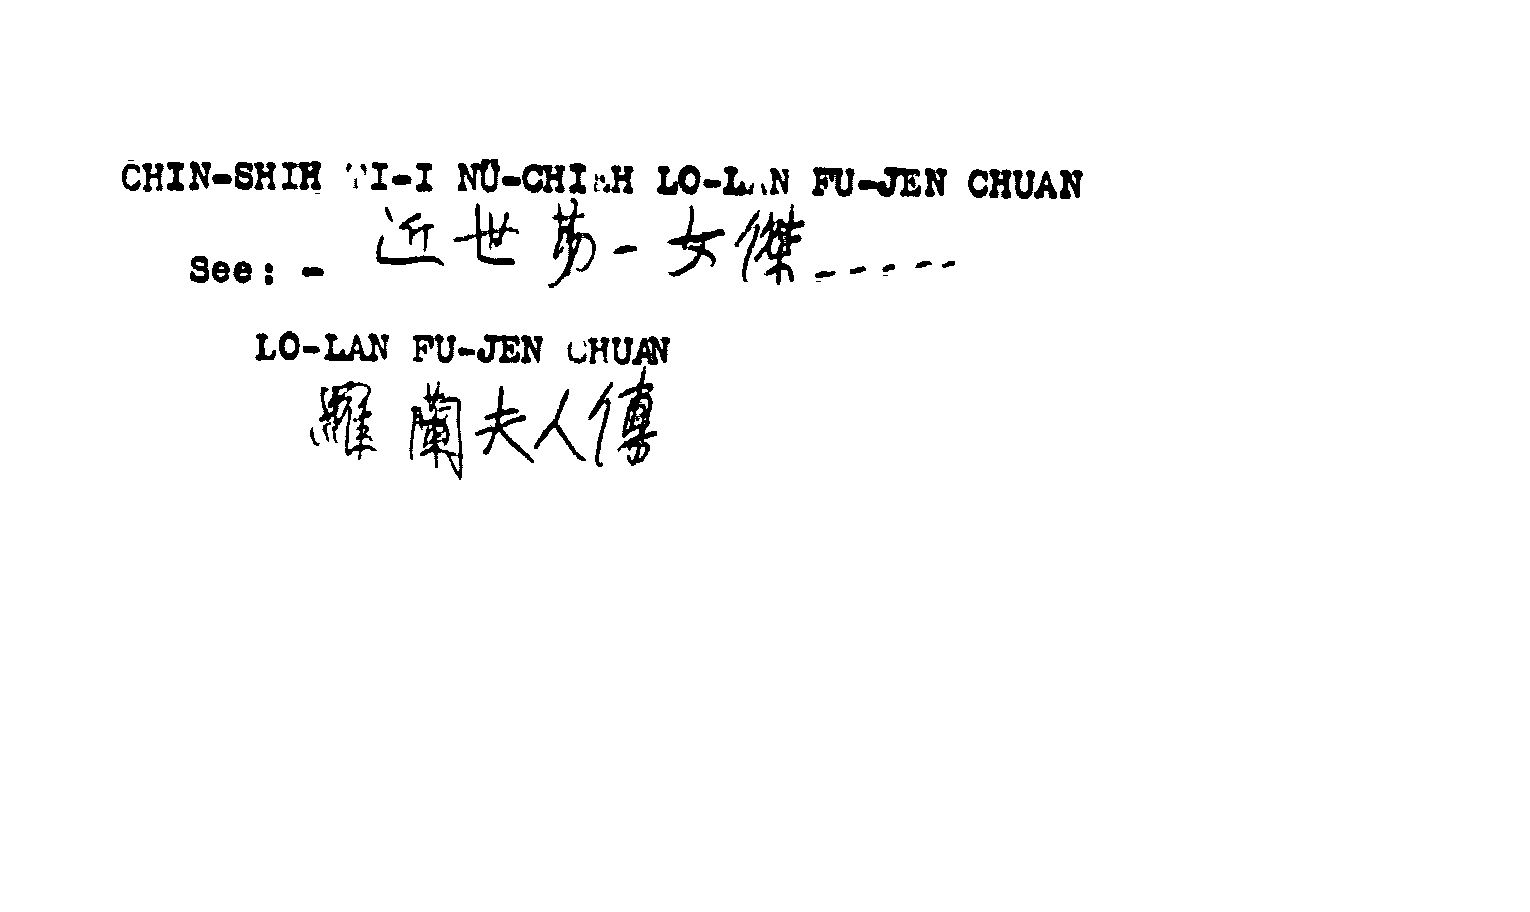 CHIN-SHIH TI-I NÜ-CHIEH LO-LAN FU-JEN CHUAN
近世第一女傑-----
See: -
LO-LAN FU-JEN CHUAN
羅蘭夫人傳